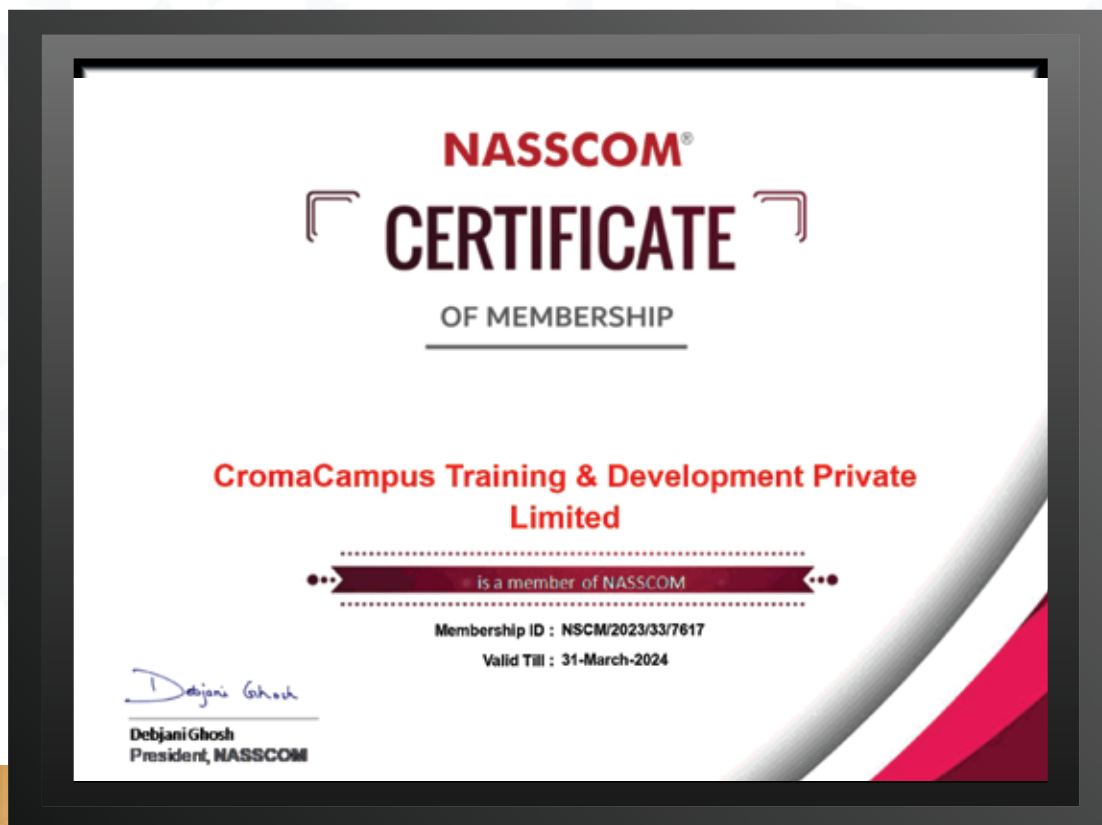 NASSCOM®
CERTIFICATE
OF MEMBERSHIP
CromaCampus Training & Development Private
Limited
is a member of NASSCOM
Membership ID : NSCM/2023/33/7617
Valid Till : 31-March-2024
Debjani Ghosh
Debjani Ghosh
President, NASSCOM